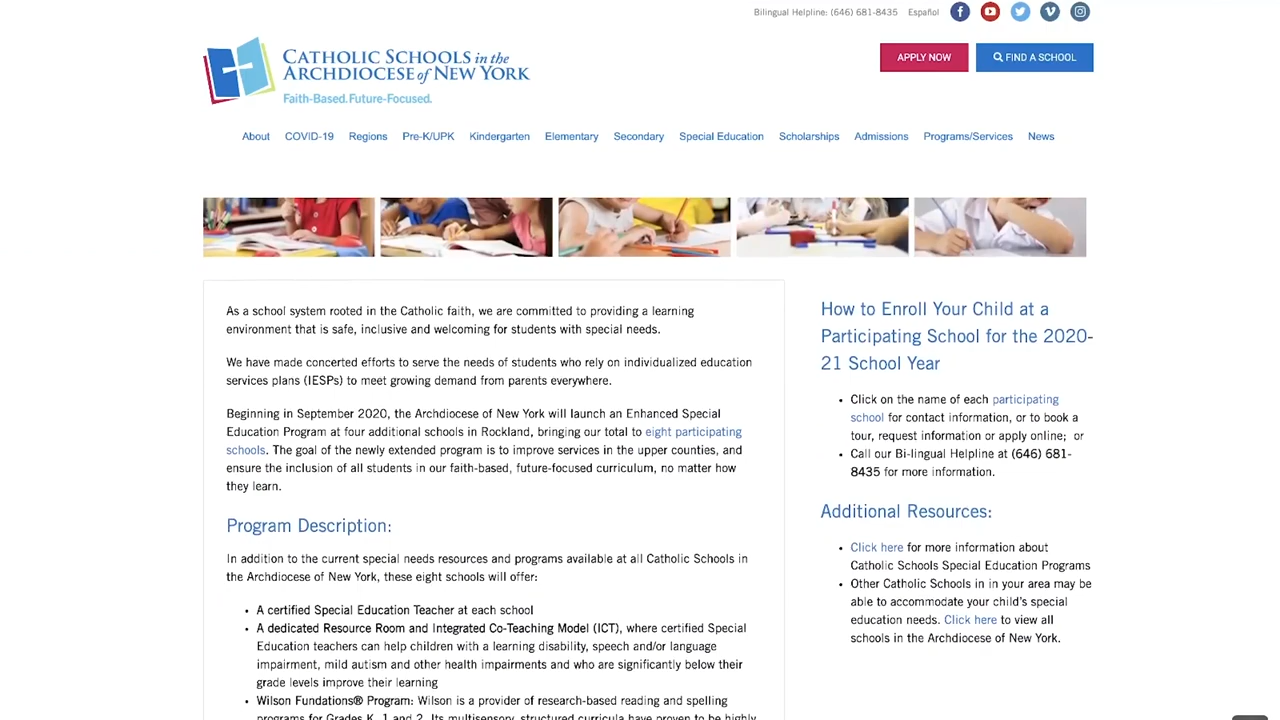 Bilingual Helpline: (646) 681-8435 Español
CATHOLIC SCHOOLS in the
ARCHDIOCESE of NEW YORK
Faith-Based. Future-Focused.
APPLY NOW
FIND A SCHOOL
About COVID-19 Regions Pre-K/UPK Kindergarten Elementary Secondary Special Education Scholarships Admissions Programs/Services News
As a school system rooted in the Catholic faith, we are committed to providing a learning
environment that is safe, inclusive and welcoming for students with special needs.
We have made concerted efforts to serve the needs of students who rely on individualized education
services plans (IESPs) to meet growing demand from parents everywhere.
Beginning in September 2020, the Archdiocese of New York will launch an Enhanced Special
Education Program at four additional schools in Rockland, bringing our total to eight participating
schools. The goal of the newly extended program is to improve services in the upper counties, and
ensure the inclusion of all students in our faith-based, future-focused curriculum, no matter how
they learn.
Program Description:
In addition to the current special needs resources and programs available at all Catholic Schools in
the Archdiocese of New York, these eight schools will offer:
• A certified Special Education Teacher at each school
• A dedicated Resource Room and Integrated Co-Teaching Model (ICT), where certified Special
Education teachers can help children with a learning disability, speech and/or language
impairment, mild autism and other health impairments and who are significantly below their
grade levels improve their learning
• Wilson Fundations® Program: Wilson is a provider of research-based reading and spelling
programs for Grades K, 1 and 2. Its multisensory, structured curricula have proven to be highly
How to Enroll Your Child at a
Participating School for the 2020-
21 School Year
• Click on the name of each participating
school for contact information, or to book a
tour, request information or apply online; or
• Call our Bi-lingual Helpline at (646) 681-
8435 for more information.
Additional Resources:
• Click here for more information about
Catholic Schools Special Education Programs
• Other Catholic Schools in in your area may be
able to accommodate your child's special
education needs. Click here to view all
schools in the Archdiocese of New York.